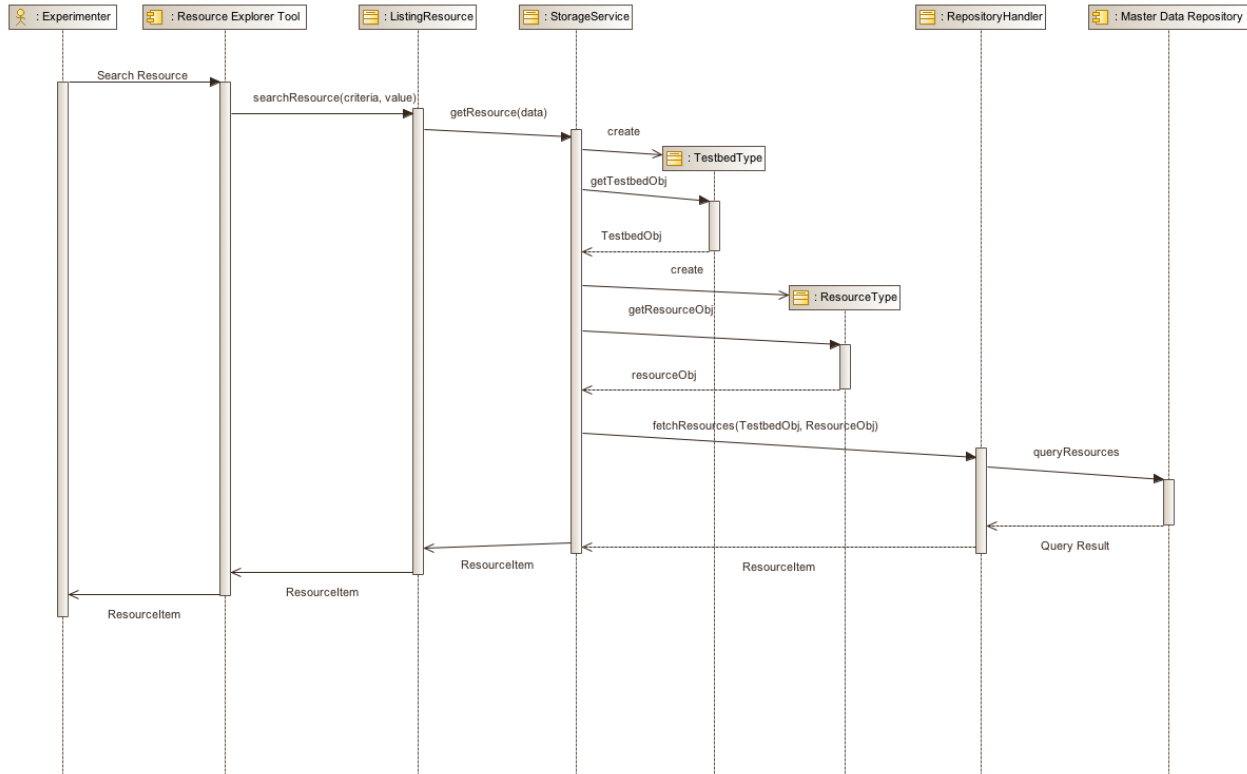 : Experimenter
: Resource Explorer Tool
: ListingResource
: StorageService
: RepositoryHandler
: Master Data Repository
Search Resource
searchResource(criteria, value)
getResource(data)
create
: TestbedType
getTestbedObj
TestbedObj
create
: ResourceType
getResourceObj
resourceObj
fetchResources(TestbedObj, ResourceObj)
queryResources
Query Result
ResourceItem
ResourceItem
ResourceItem
ResourceItem